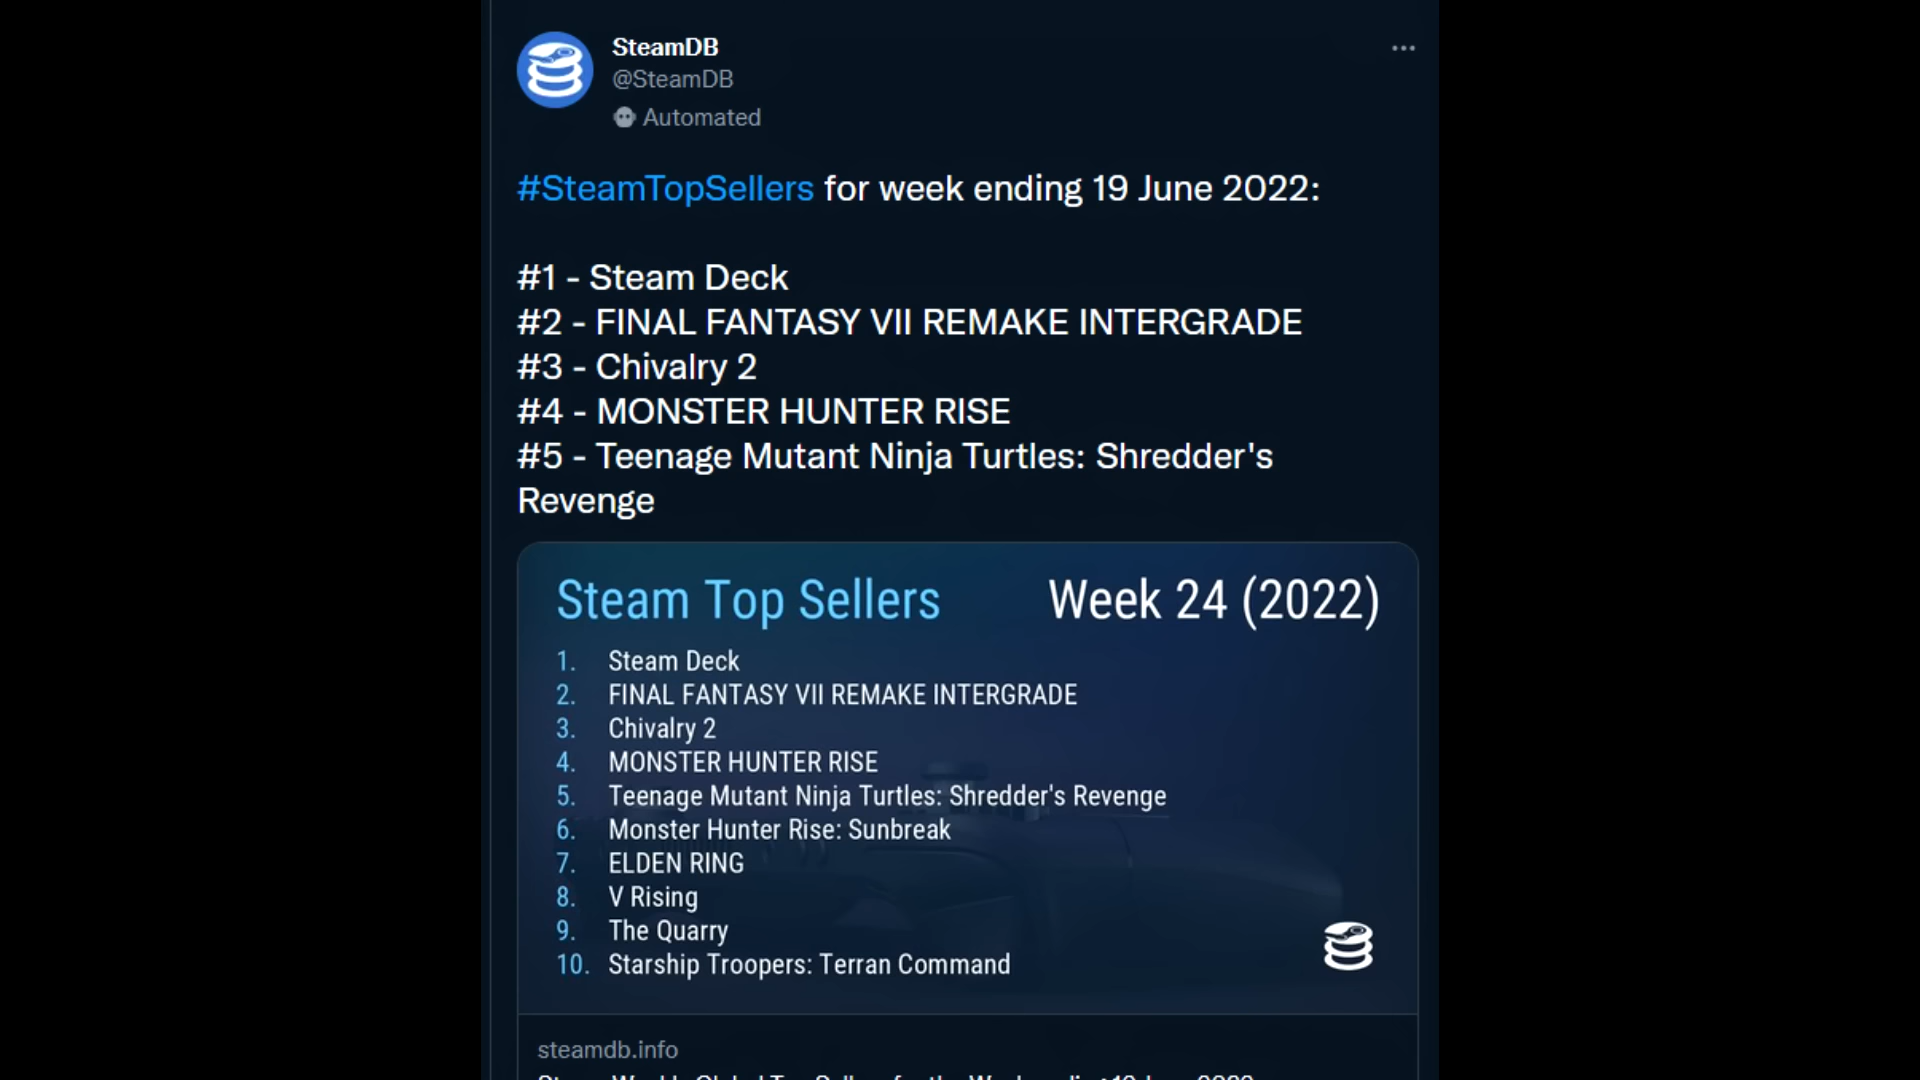 SteamDB
@SteamDB
Automated
#SteamTopSellers for week ending 19 June 2022:
#1 - Steam Deck
#2 - FINAL FANTASY VII REMAKE INTERGRADE
#3 - Chivalry 2
#4 - MONSTER HUNTER RISE
#5 - Teenage Mutant Ninja Turtles: Shredder's
Revenge
Steam Top Sellers Week 24 (2022)
1. Steam Deck
2. FINAL FANTASY VII REMAKE INTERGRADE
3. Chivalry 2
4. MONSTER HUNTER RISE
5. Teenage Mutant Ninja Turtles: Shredder's Revenge
6. Monster Hunter Rise: Sunbreak
7. ELDEN RING
8. V Rising
9. The Quarry
10. Starship Troopers: Terran Command
steamdb.info